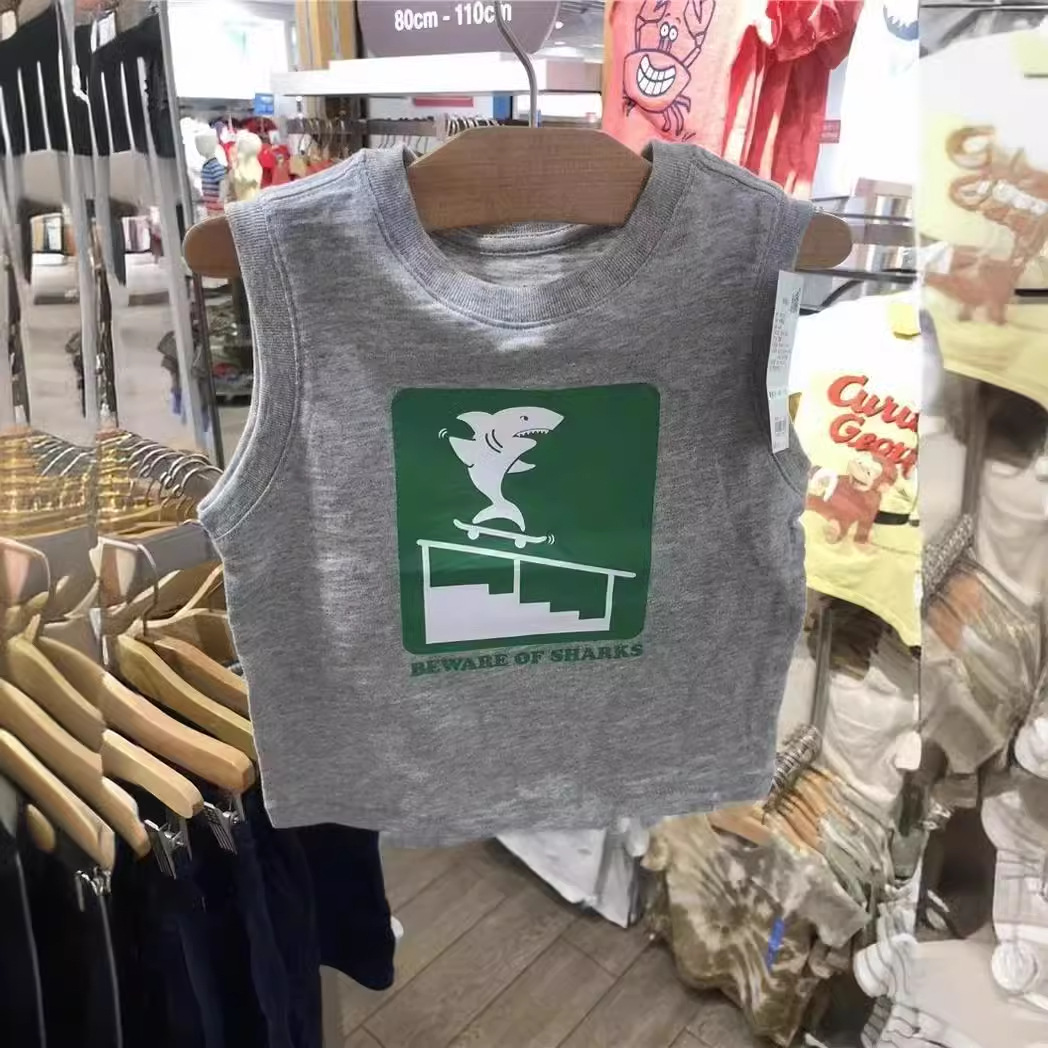 80cm - 110cm
Curious
George
BEWARE OF SHARKS